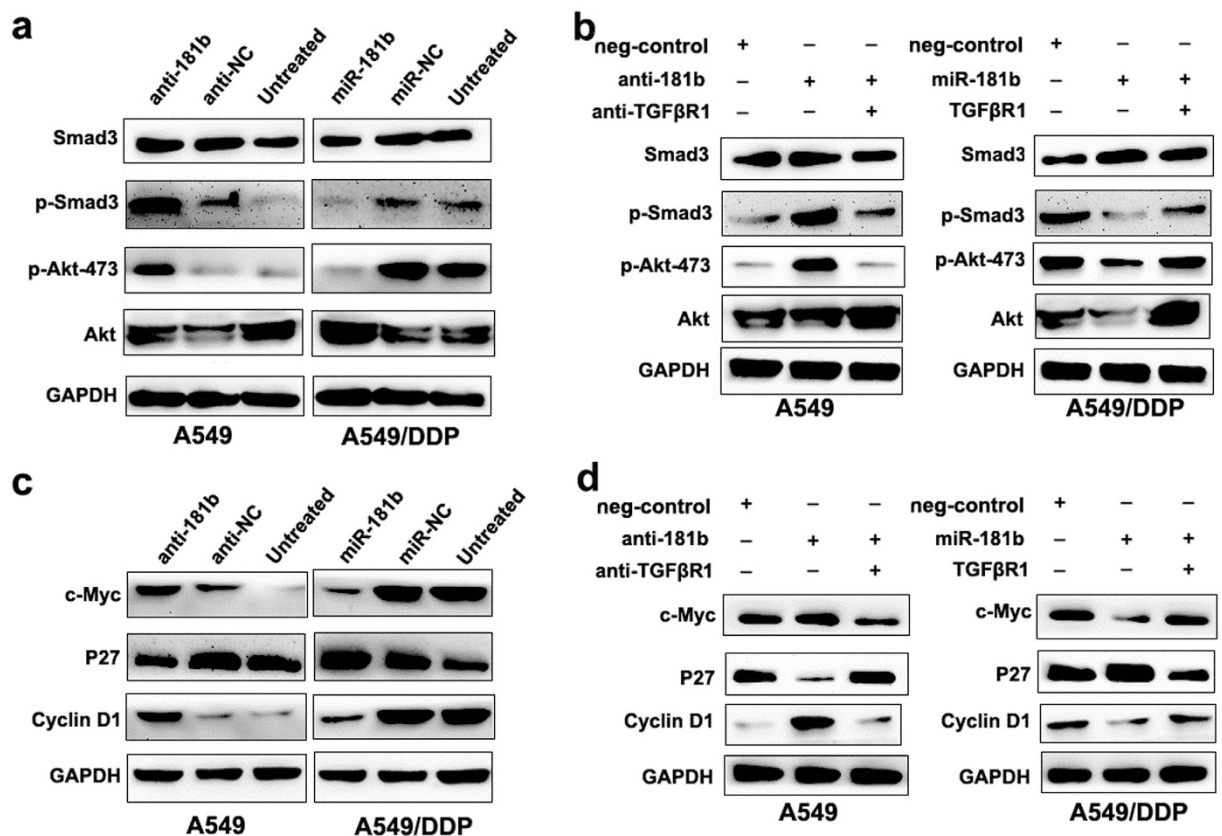 a
anti-181b anti-NC Untreated miR-181b miR-NC Untreated
Smad3
p-Smad3
p-Akt-473
Akt
GAPDH
A549 A549/DDP
b
neg-control + – – neg-control + – –
anti-181b – + + miR-181b – + +
anti-TGFβR1 – – + TGFβR1 – – +
Smad3 Smad3
p-Smad3 p-Smad3
p-Akt-473 p-Akt-473
Akt Akt
GAPDH GAPDH
A549 A549/DDP
c
anti-181b anti-NC Untreated miR-181b miR-NC Untreated
c-Myc
P27
Cyclin D1
GAPDH
A549 A549/DDP
d
neg-control + – – neg-control + – –
anti-181b – + + miR-181b – + +
anti-TGFβR1 – – + TGFβR1 – – +
c-Myc c-Myc
P27 P27
Cyclin D1 Cyclin D1
GAPDH GAPDH
A549 A549/DDP